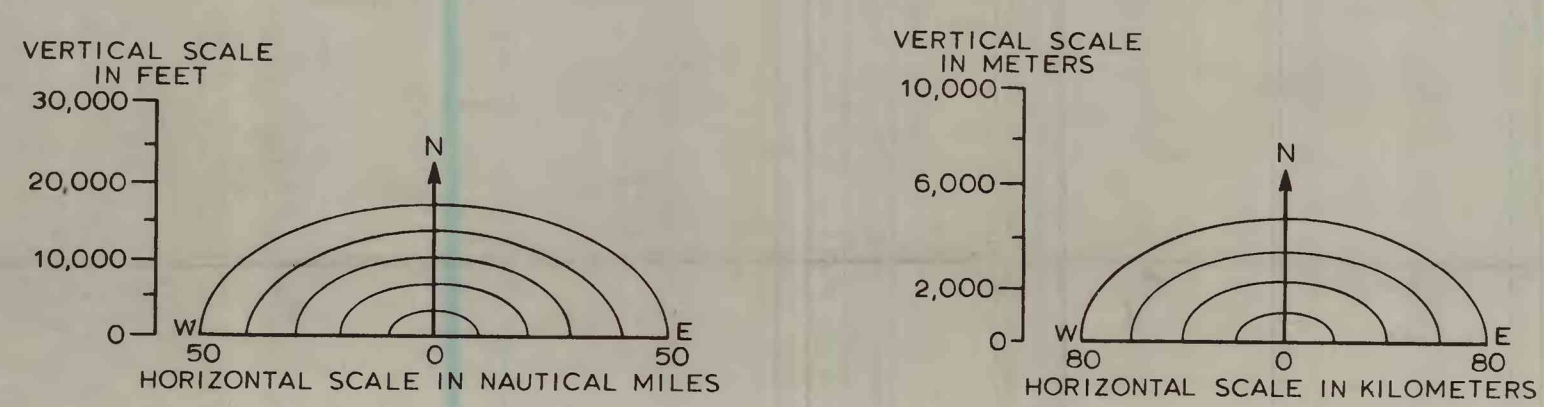 VERTICAL SCALE
IN FEET
30,000
20,000
10,000
0
N
W
E
50
0
50
HORIZONTAL SCALE IN NAUTICAL MILES
VERTICAL SCALE
IN METERS
10,000
6,000
2,000
0
N
W
E
80
0
80
HORIZONTAL SCALE IN KILOMETERS